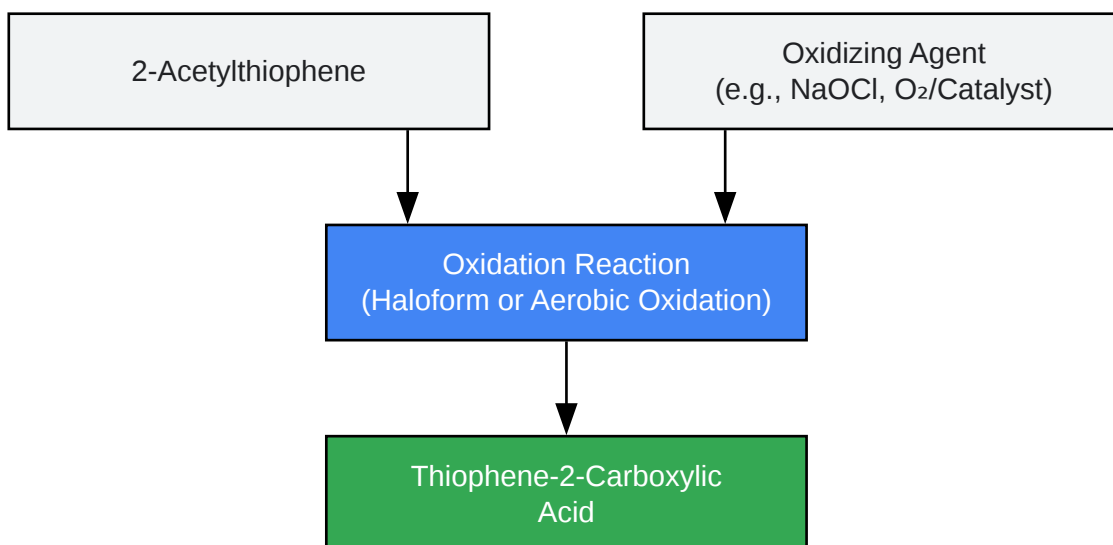 2-Acetylthiophene
Oxidizing Agent
(e.g., NaOCl, O₂/Catalyst)
Oxidation Reaction
(Haloform or Aerobic Oxidation)
Thiophene-2-Carboxylic
Acid